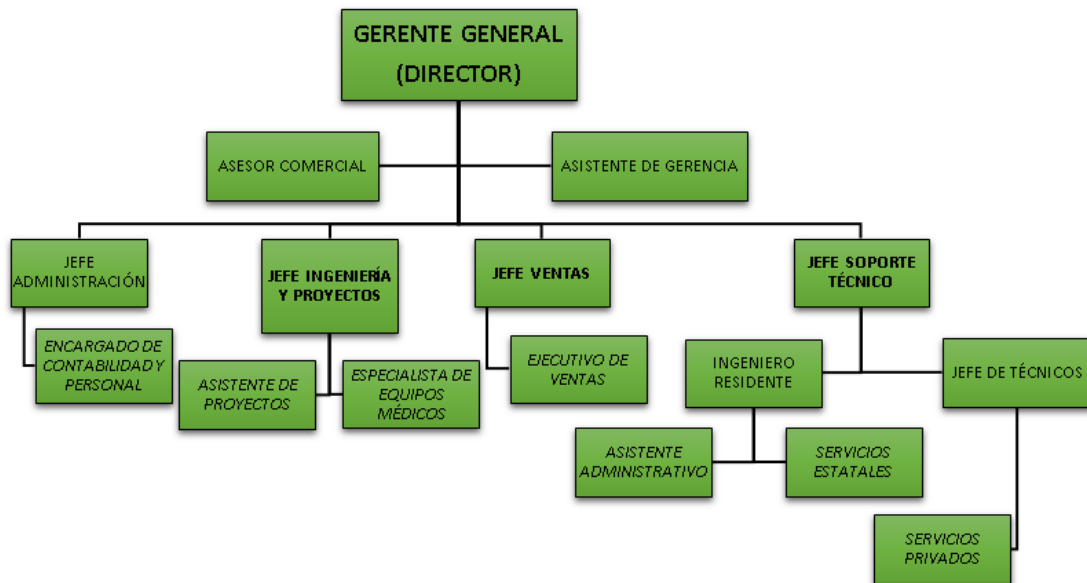 GERENTE GENERAL
(DIRECTOR)
ASESOR COMERCIAL
ASISTENTE DE GERENCIA
JEFE
ADMINISTRACIÓN
JEFE INGENIERÍA
Y PROYECTOS
JEFE VENTAS
JEFE SOPORTE
TÉCNICO
ENCARGADO DE
CONTABILIDAD Y
PERSONAL
ASISTENTE DE
PROYECTOS
ESPECIALISTA DE
EQUIPOS
MÉDICOS
EJECUTIVO DE
VENTAS
INGENIERO
RESIDENTE
JEFE DE TÉCNICOS
ASISTENTE
ADMINISTRATIVO
SERVICIOS
ESTATALES
SERVICIOS
PRIVADOS